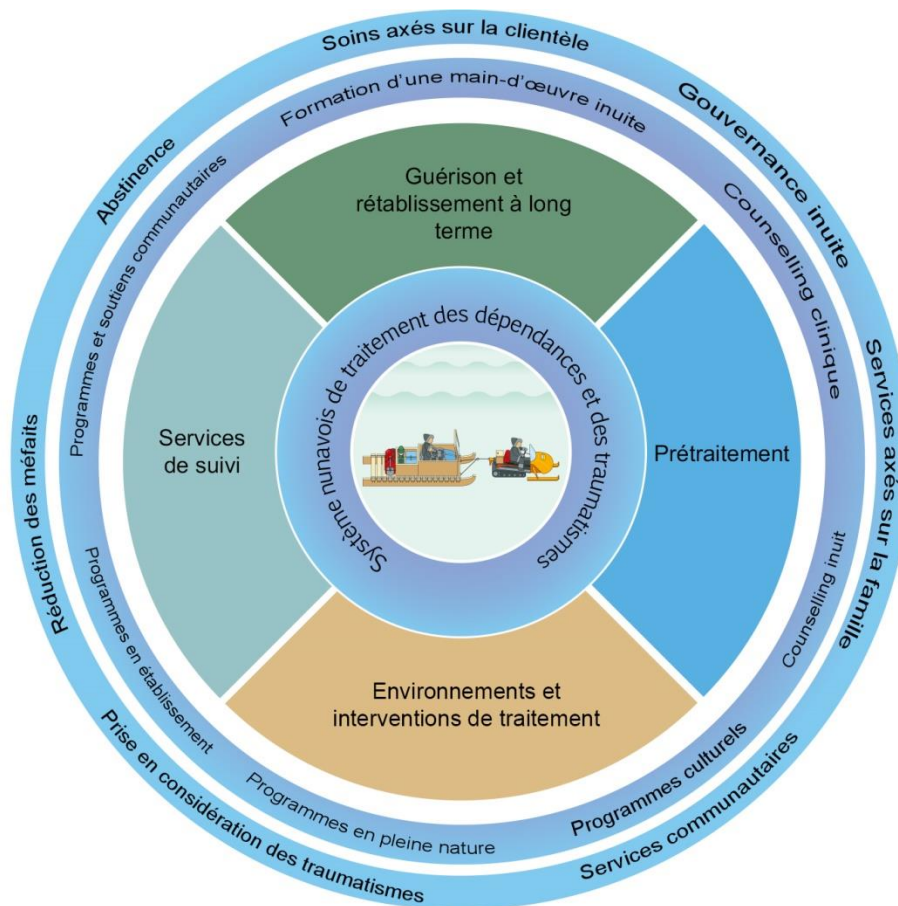 Soins axés sur la clientèle
Gouvernance inuite
Services axés sur la famille
Services communautaires
Prise en considération des traumatismes
Réduction des méfaits
Abstinence
Formation d'une main-d'œuvre inuite
Counselling clinique
Counselling inuit
Programmes culturels
Programmes en pleine nature
Programmes en établissement
Programmes et soutiens communautaires
Guérison et
rétablissement à long
terme
Prétraitement
Environnements et
interventions de traitement
Services
de suivi
Système nunavois de traitement des dépendances et des traumatismes